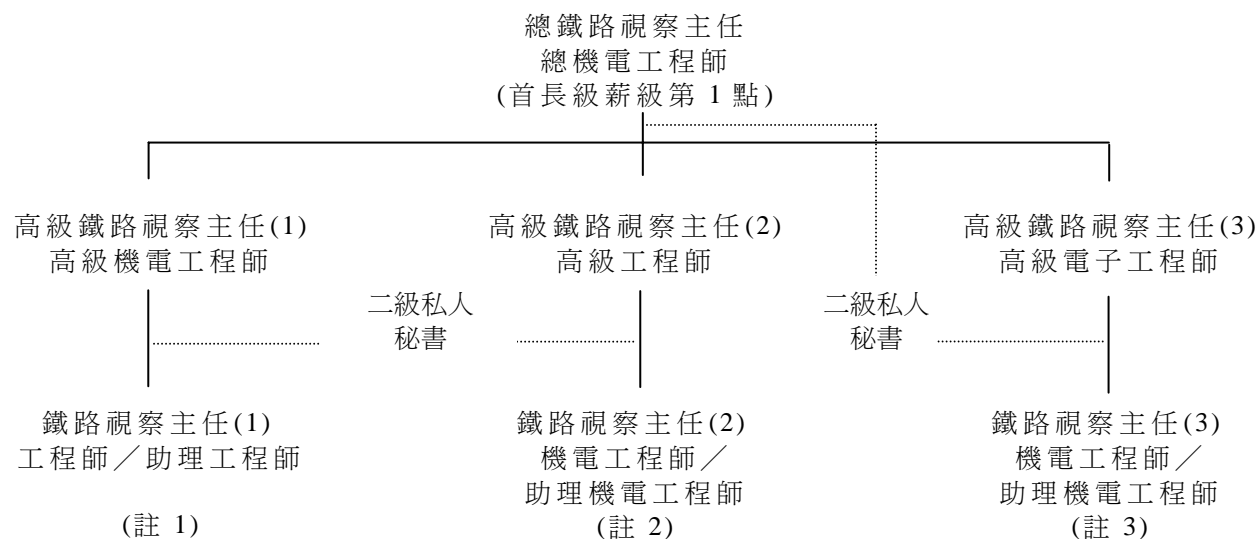 總鐵路視察主任
總機電工程師
(首長級薪級第 1 點)
高級鐵路視察主任(1)
高級機電工程師
高級鐵路視察主任(2)
高級工程師
高級鐵路視察主任(3)
高級電子工程師
二級私人
秘書
二級私人
秘書
鐵路視察主任(1)
工程師／助理工程師
(註 1)
鐵路視察主任(2)
機電工程師／
助理機電工程師
(註 2)
鐵路視察主任(3)
機電工程師／
助理機電工程師
(註 3)